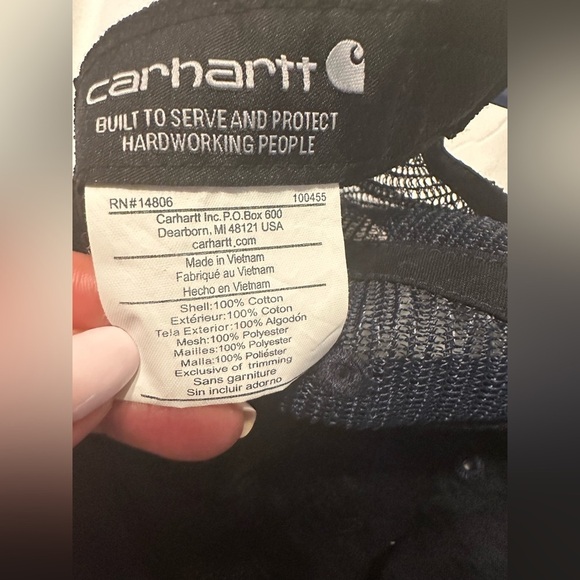 carhartt
BUILT TO SERVE AND PROTECT
HARDWORKING PEOPLE
RN#14806 100455
Carhartt Inc. P.O.Box 600
Dearborn, MI 48121 USA
carhartt.com
Made in Vietnam
Fabriqué au Vietnam
Hecho en Vietnam
Shell:100% Cotton
Extérieur:100% Coton
Tela Exterior:100% Algodón
Mesh:100% Polyester
Mailles:100% Polyester
Malla:100% Poliéster
Exclusive of trimming
Sans garniture
Sin incluir adorno